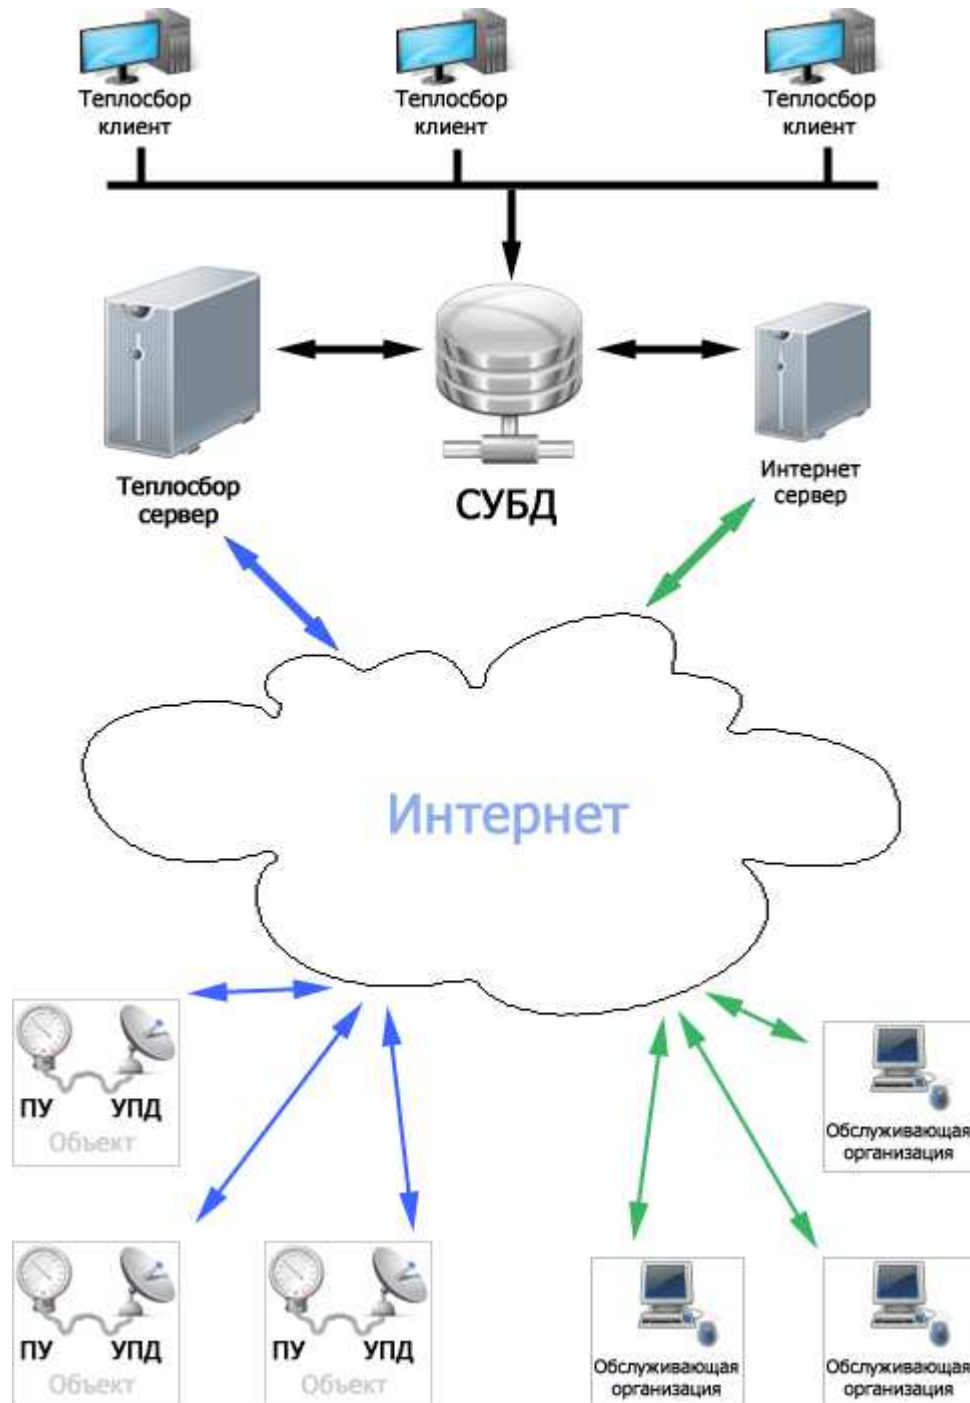 Теплосбор
клиент
Теплосбор
клиент
Теплосбор
клиент
Теплосбор
сервер
СУБД
Интернет
сервер
Интернет
ПУ УПД
Объект
Обслуживающая
организация
ПУ УПД
Объект
ПУ УПД
Объект
Обслуживающая
организация
Обслуживающая
организация